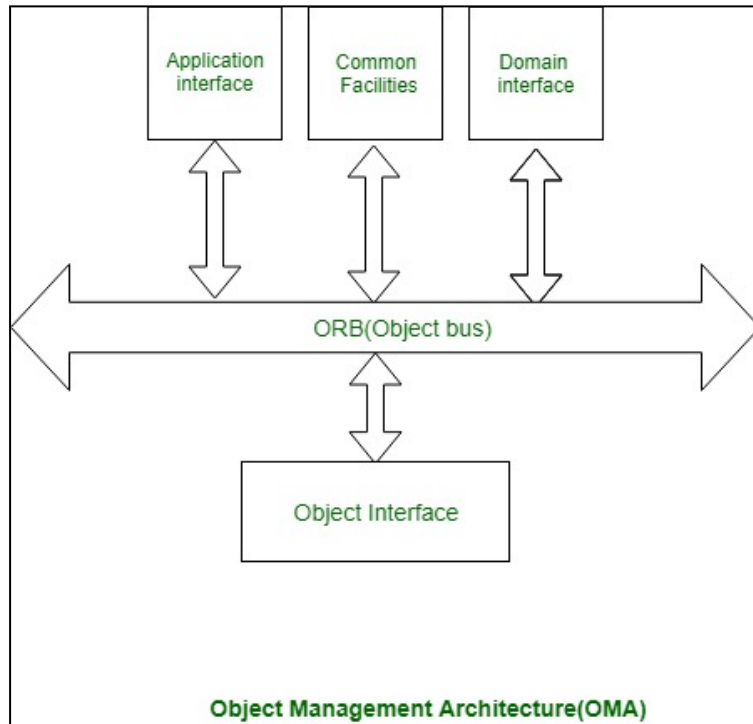 Application
interface
Common
Facilities
Domain
interface
ORB(Object bus)
Object Interface
Object Management Architecture(OMA)